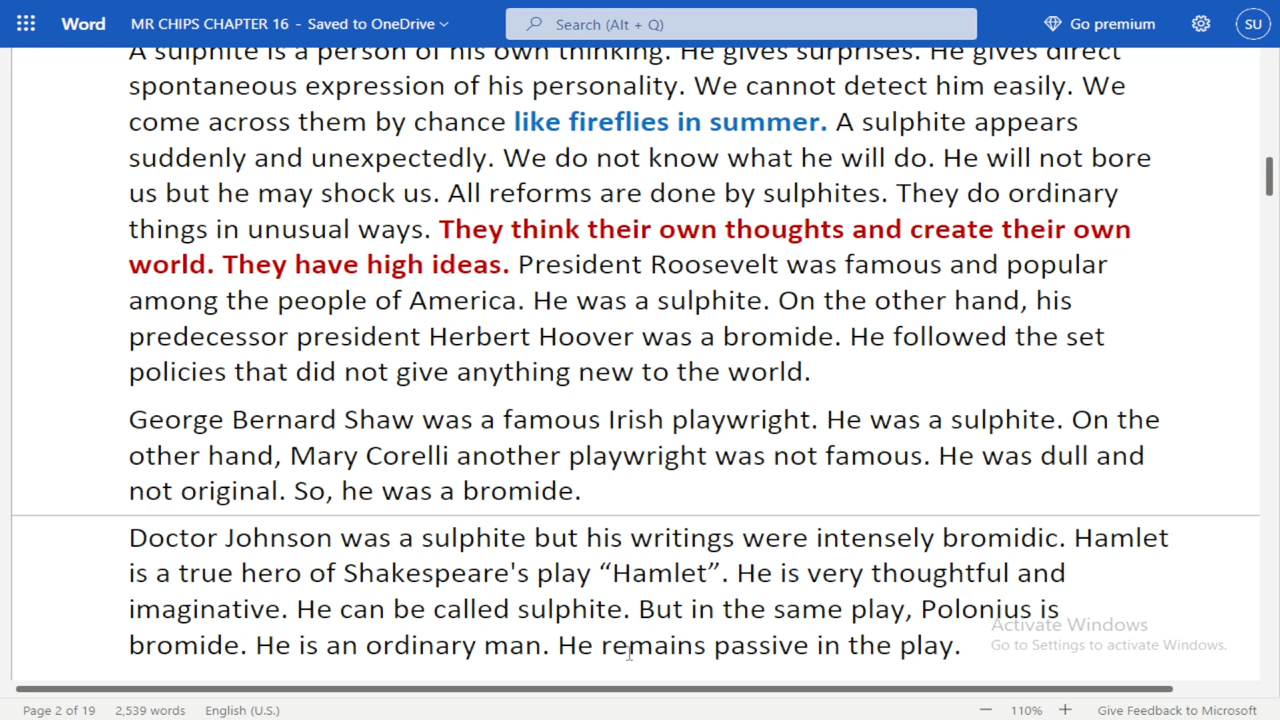 Word MR CHIPS CHAPTER 16 - Saved to OneDrive Search (Alt + Q) Go premium SU
A sulphite is a person of his own thinking. He gives surprises. He gives direct
spontaneous expression of his personality. We cannot detect him easily. We
come across them by chance like fireflies in summer. A sulphite appears
suddenly and unexpectedly. We do not know what he will do. He will not bore
us but he may shock us. All reforms are done by sulphites. They do ordinary
things in unusual ways. They think their own thoughts and create their own
world. They have high ideas. President Roosevelt was famous and popular
among the people of America. He was a sulphite. On the other hand, his
predecessor president Herbert Hoover was a bromide. He followed the set
policies that did not give anything new to the world.
George Bernard Shaw was a famous Irish playwright. He was a sulphite. On the
other hand, Mary Corelli another playwright was not famous. He was dull and
not original. So, he was a bromide.
Doctor Johnson was a sulphite but his writings were intensely bromidic. Hamlet
is a true hero of Shakespeare's play “Hamlet”. He is very thoughtful and
imaginative. He can be called sulphite. But in the same play, Polonius is
bromide. He is an ordinary man. He remains passive in the play.
Activate Windows
Go to Settings to activate Windows.
Page 2 of 19 2,539 words English (U.S.) 110% Give Feedback to Microsoft